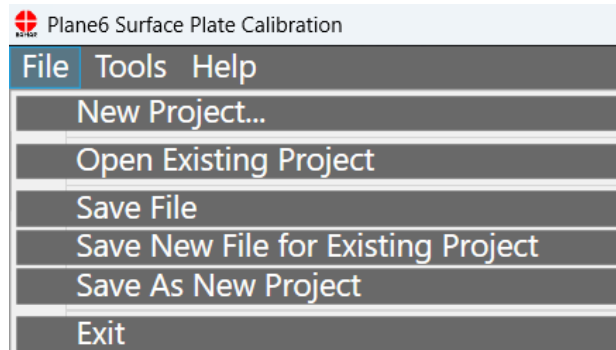 Plane6 Surface Plate Calibration
File Tools Help
New Project...
Open Existing Project
Save File
Save New File for Existing Project
Save As New Project
Exit